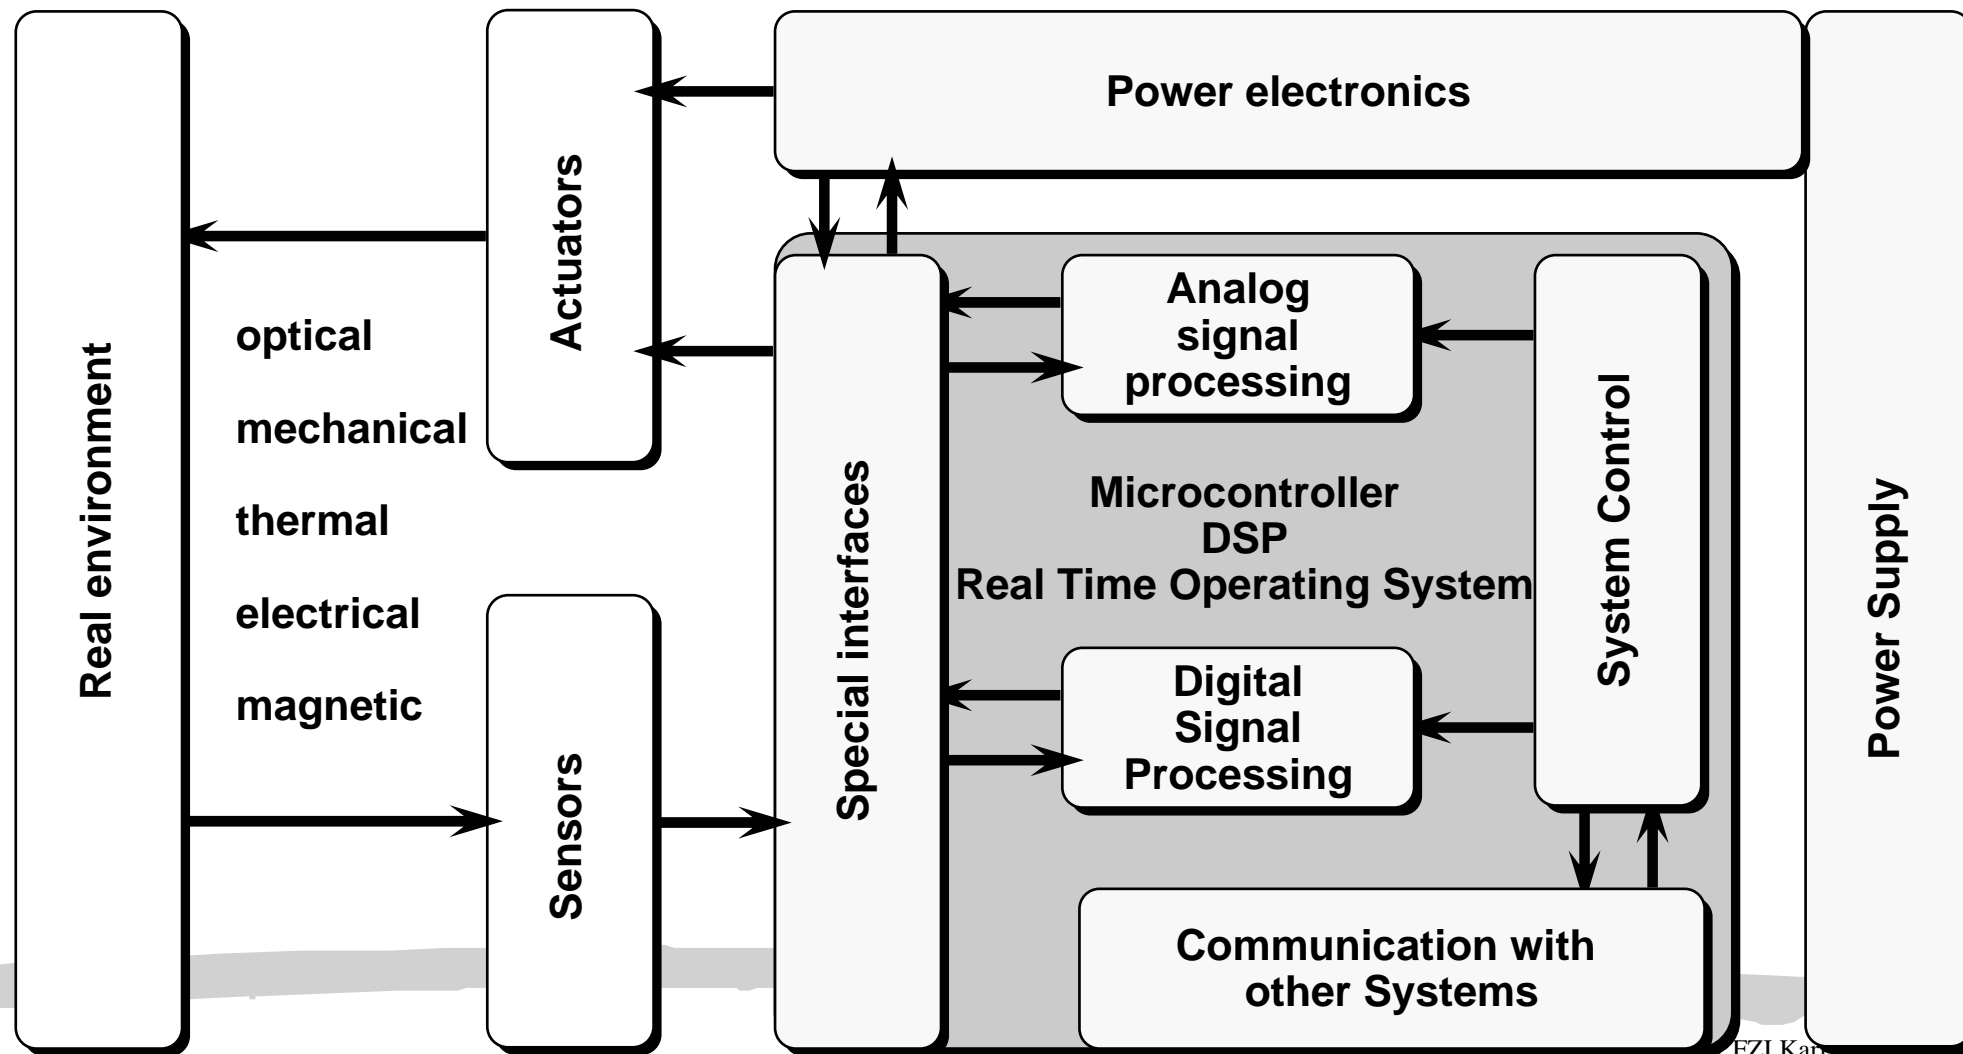 Real environment
optical
mechanical
thermal
electrical
magnetic
Actuators
Sensors
Power electronics
Special interfaces
Analog
signal
processing
Microcontroller
DSP
Real Time Operating System
Digital
Signal
Processing
System Control
Communication with
other Systems
Power Supply
FZI